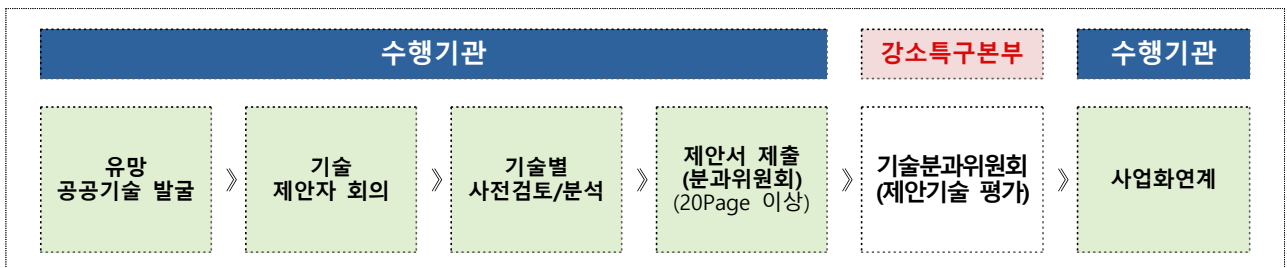 수행기관
강소특구본부
수행기관
유망
공공기술 발굴
》
기술
제안자 회의
》
기술별
사전검토/분석
》
제안서 제출
(분과위원회)
(20Page 이상)
》
기술분과위원회
(제안기술 평가)
》
사업화연계